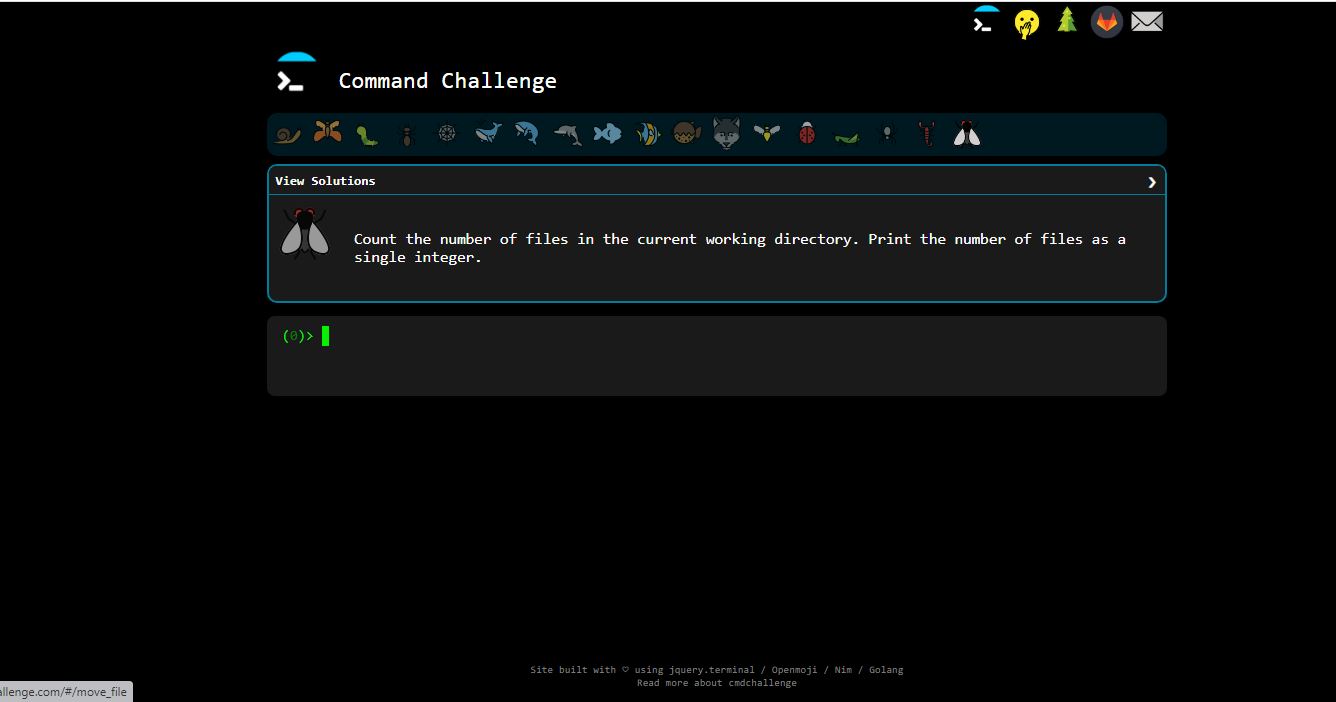 Command Challenge
View Solutions
Count the number of files in the current working directory. Print the number of files as a
single integer.
(0)>
Site built with ♡ using jquery.terminal / Openmoji / Nim / Golang
Read more about cmdchallenge
allenge.com/#/move_file